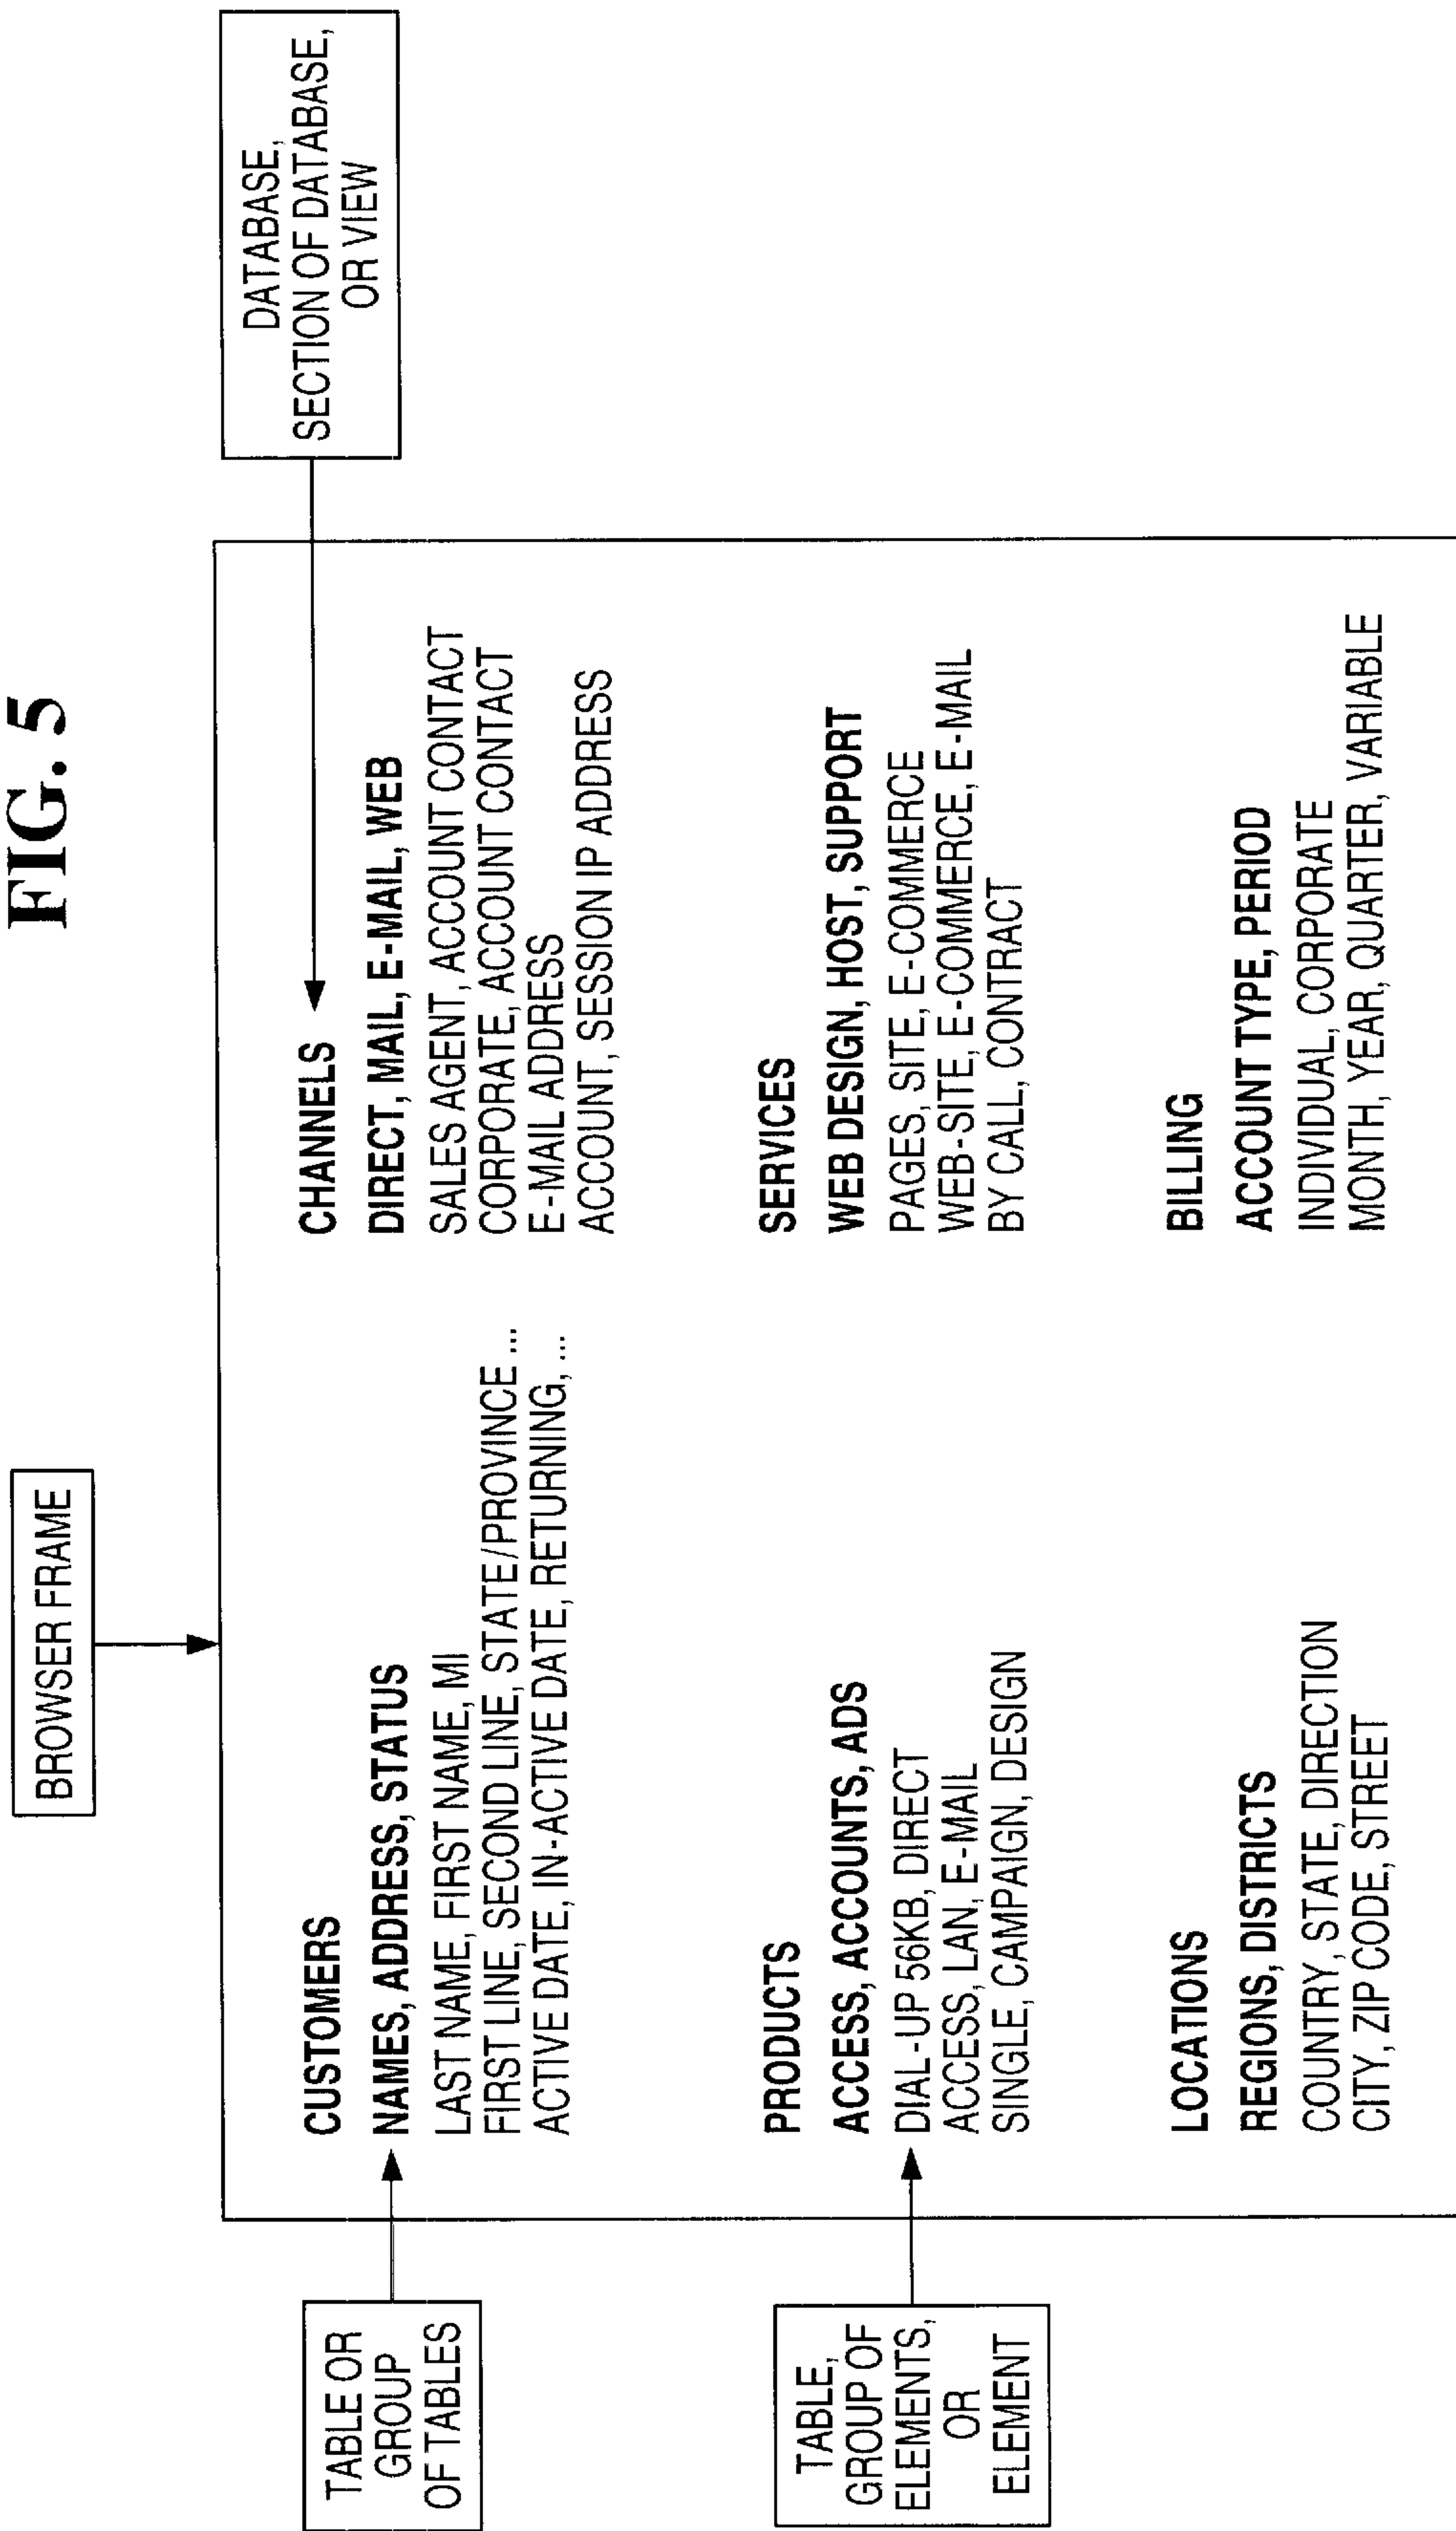 FIG. 5
BROWSER FRAME
DATABASE,
SECTION OF DATABASE,
OR VIEW
TABLE OR
GROUP
OF TABLES
CUSTOMERS
NAMES, ADDRESS, STATUS
LAST NAME, FIRST NAME, MI
FIRST LINE, SECOND LINE, STATE/PROVINCE ...
ACTIVE DATE, IN-ACTIVE DATE, RETURNING, ...
CHANNELS
DIRECT, MAIL, E-MAIL, WEB
SALES AGENT, ACCOUNT CONTACT
CORPORATE, ACCOUNT CONTACT
E-MAIL ADDRESS
ACCOUNT, SESSION IP ADDRESS
TABLE,
GROUP OF
ELEMENTS,
OR
ELEMENT
PRODUCTS
ACCESS, ACCOUNTS, ADS
DIAL-UP 56KB, DIRECT
ACCESS, LAN, E-MAIL
SINGLE, CAMPAIGN, DESIGN
SERVICES
WEB DESIGN, HOST, SUPPORT
PAGES, SITE, E-COMMERCE
WEB-SITE, E-COMMERCE, E-MAIL
BY CALL, CONTRACT
LOCATIONS
REGIONS, DISTRICTS
COUNTRY, STATE, DIRECTION
CITY, ZIP CODE, STREET
BILLING
ACCOUNT TYPE, PERIOD
INDIVIDUAL, CORPORATE
MONTH, YEAR, QUARTER, VARIABLE